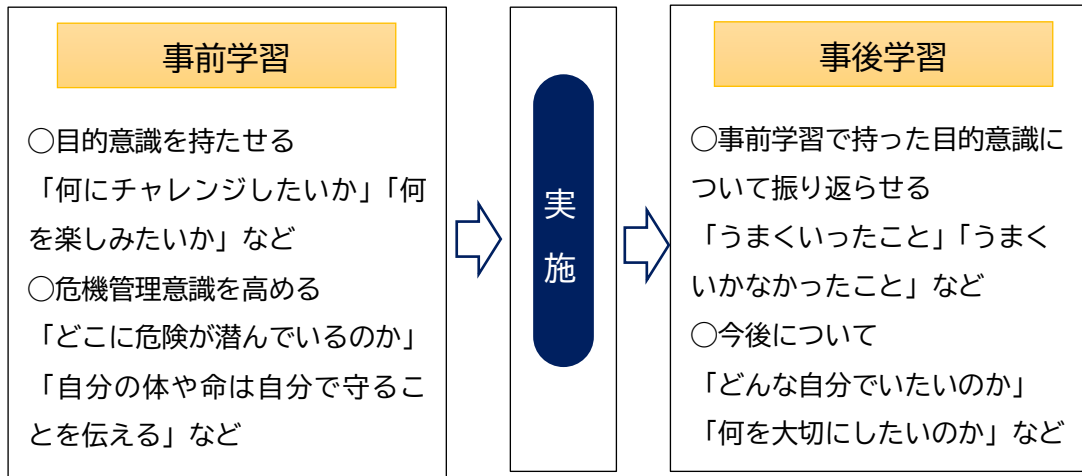 事前学習
○目的意識を持たせる
「何にチャレンジしたいか」「何
を楽しみたいか」など
○危機管理意識を高める
「どこに危険が潜んでいるのか」
「自分の体や命は自分で守るこ
とを伝える」など
実
施
事後学習
○事前学習で持った目的意識に
ついて振り返らせる
「うまくいったこと」「うまく
いかなかったこと」など
○今後について
「どんな自分でいたいのか」
「何を大切にしたいのか」など